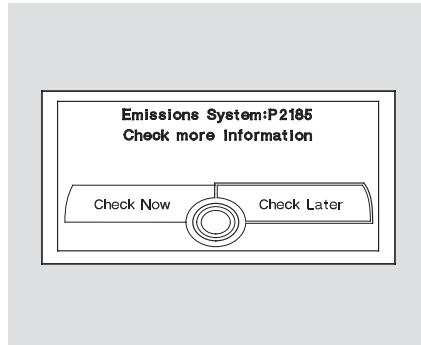 Emissions System:P2185
Check more Information
Check Now
Check Later